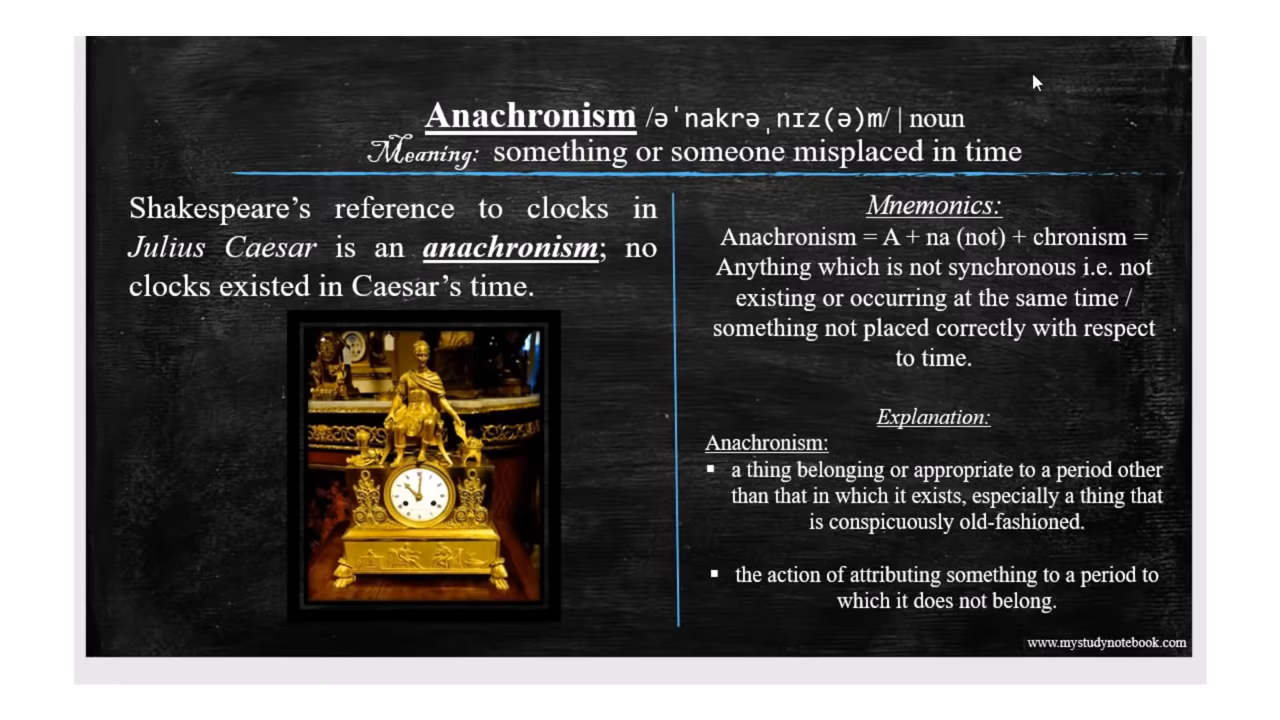 Anachronism /əˈnakrəˌnɪz(ə)m/ | noun
Meaning: something or someone misplaced in time
Shakespeare’s reference to clocks in
Julius Caesar is an anachronism; no
clocks existed in Caesar’s time.
Mnemonics:
Anachronism = A + na (not) + chronism =
Anything which is not synchronous i.e. not
existing or occurring at the same time /
something not placed correctly with respect
to time.
Explanation:
Anachronism:
▪ a thing belonging or appropriate to a period other
than that in which it exists, especially a thing that
is conspicuously old-fashioned.
▪ the action of attributing something to a period to
which it does not belong.
www.mystudynotebook.com